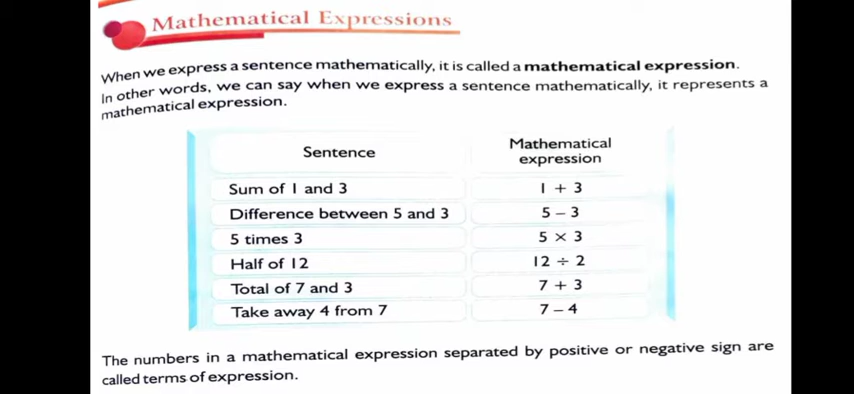 Mathematical Expressions
When we express a sentence mathematically, it is called a mathematical expression.
In other words, we can say when we express a sentence mathematically, it represents a
mathematical expression.
Sentence
Mathematical
expression
Sum of 1 and 3
1 + 3
Difference between 5 and 3
5 – 3
5 times 3
5 × 3
Half of 12
12 ÷ 2
Total of 7 and 3
7 + 3
Take away 4 from 7
7 – 4
The numbers in a mathematical expression separated by positive or negative sign are
called terms of expression.